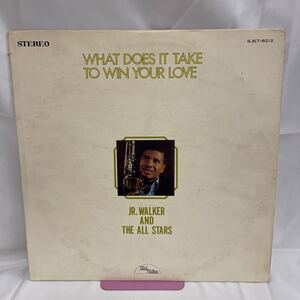 STEREO
SJET-8212
WHAT DOES IT TAKE
TO WIN YOUR LOVE
JR. WALKER
AND
THE ALL STARS